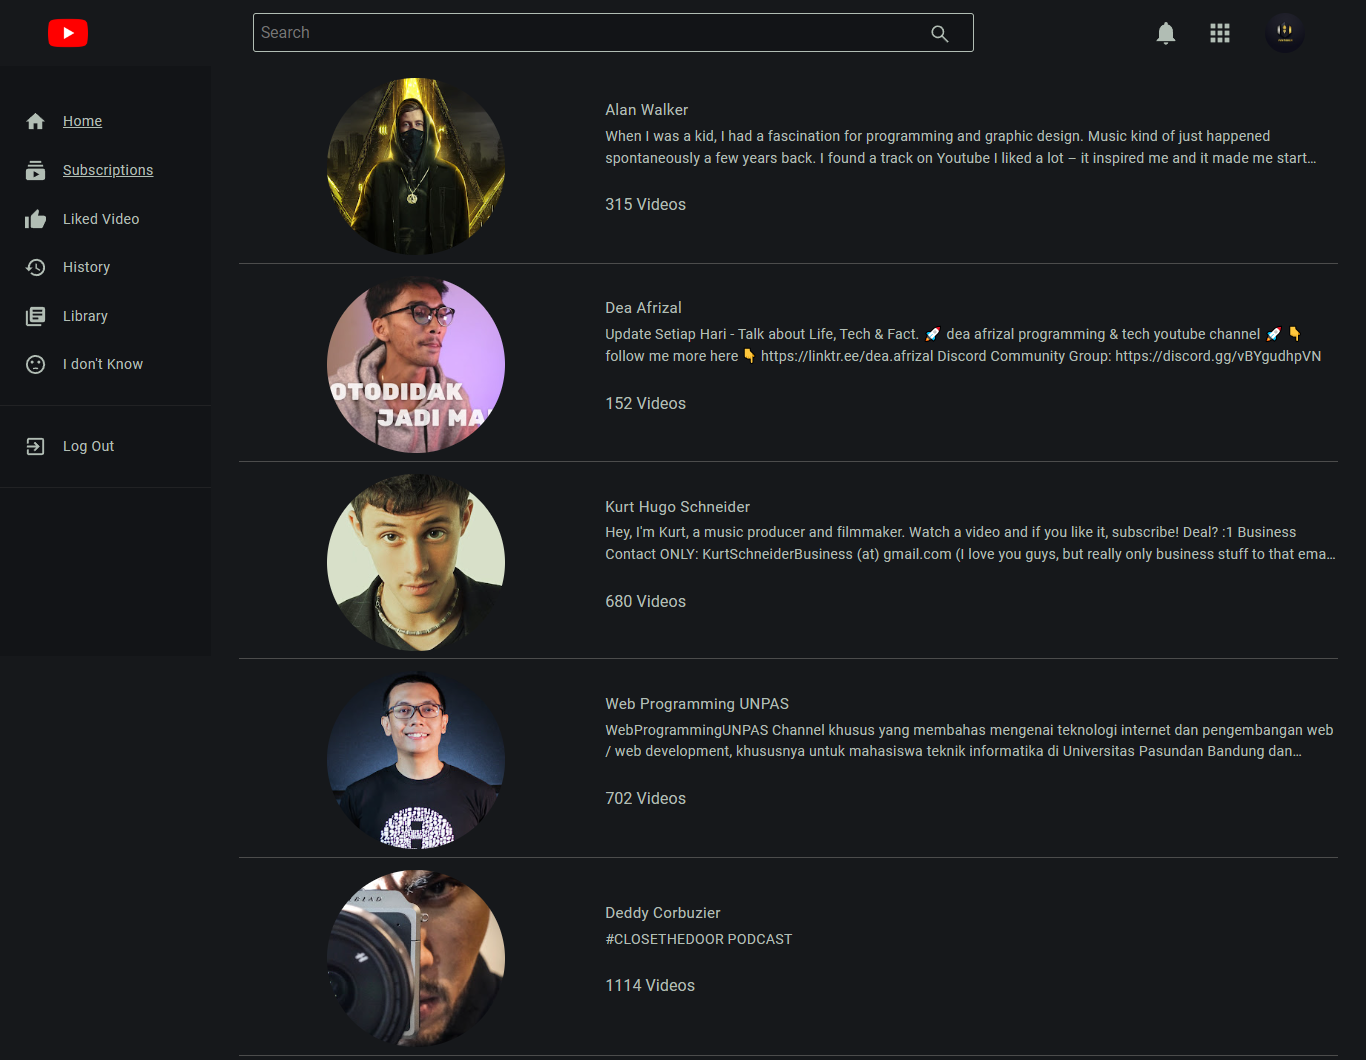 Search
Home
Subscriptions
Liked Video
History
Library
I don't Know
Log Out
Alan Walker
When I was a kid, I had a fascination for programming and graphic design. Music kind of just happened
spontaneously a few years back. I found a track on Youtube I liked a lot – it inspired me and it made me start…
315 Videos
OTODIDAK
JADI MA
Dea Afrizal
Update Setiap Hari - Talk about Life, Tech & Fact. 🚀 dea afrizal programming & tech youtube channel 🚀 👇
follow me more here 👇 https://linktr.ee/dea.afrizal Discord Community Group: https://discord.gg/vBYgudhpVN
152 Videos
Kurt Hugo Schneider
Hey, I'm Kurt, a music producer and filmmaker. Watch a video and if you like it, subscribe! Deal? :1 Business
Contact ONLY: KurtSchneiderBusiness (at) gmail.com (I love you guys, but really only business stuff to that ema…
680 Videos
Web Programming UNPAS
WebProgrammingUNPAS Channel khusus yang membahas mengenai teknologi internet dan pengembangan web
/ web development, khususnya untuk mahasiswa teknik informatika di Universitas Pasundan Bandung dan…
702 Videos
Deddy Corbuzier
#CLOSETHEDOOR PODCAST
1114 Videos